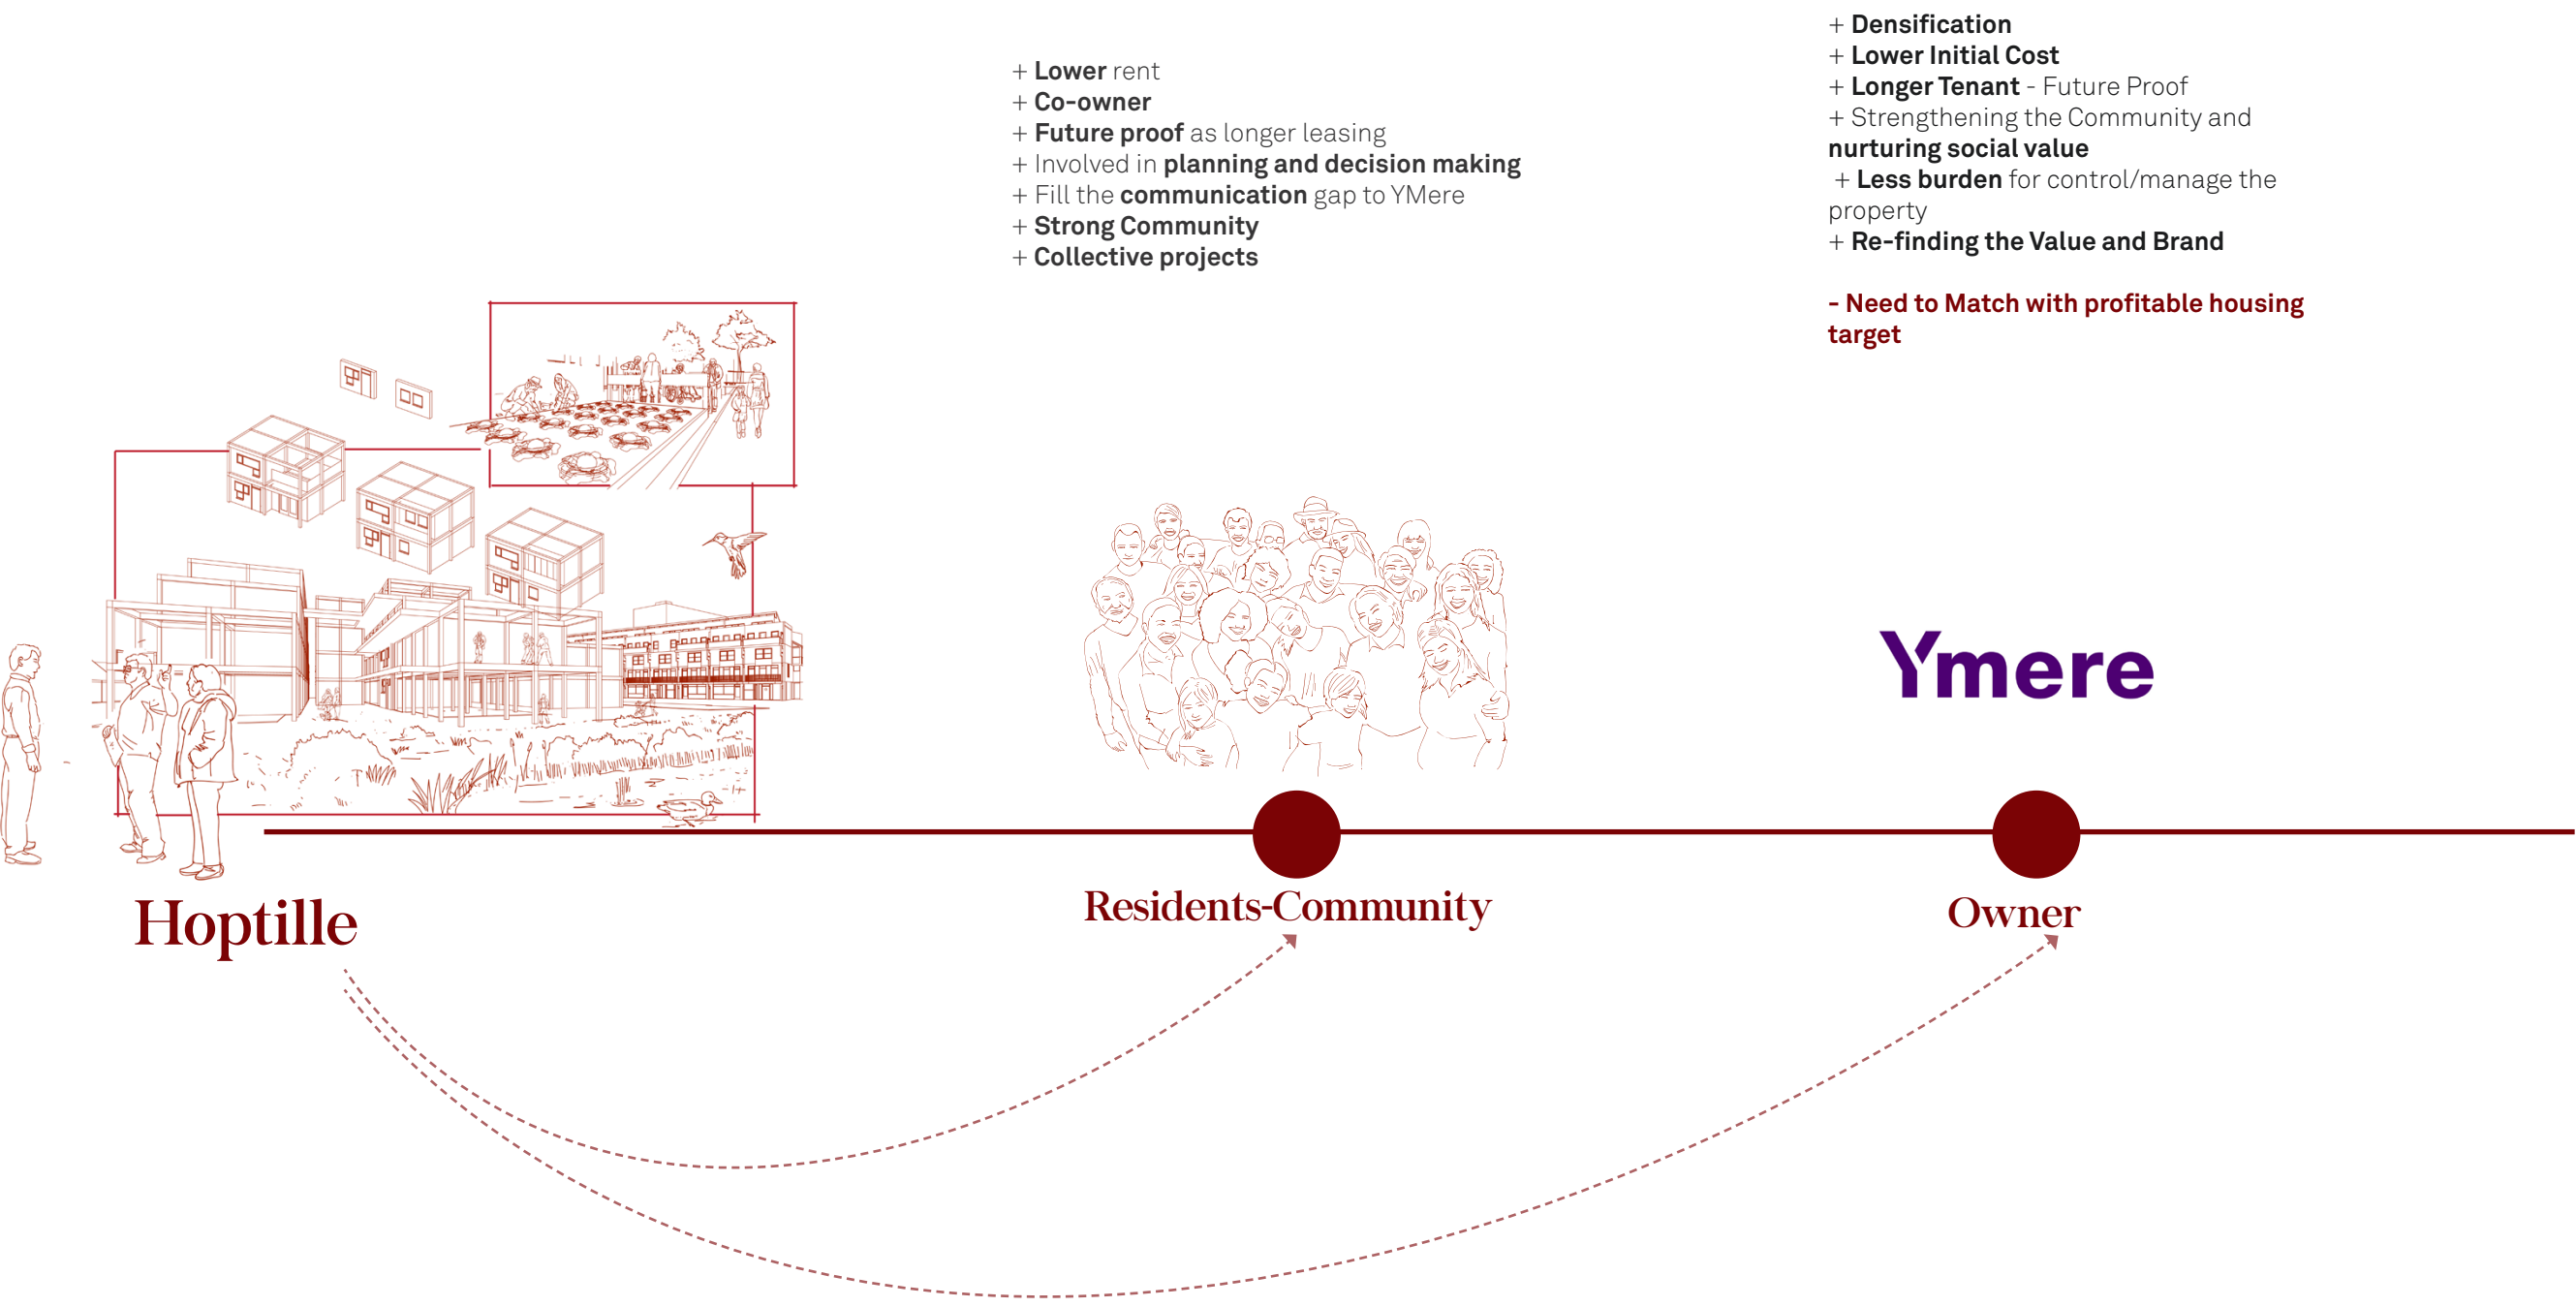 + Lower rent
+ Co-owner
+ Future proof as longer leasing
+ Involved in planning and decision making
+ Fill the communication gap to YMere
+ Strong Community
+ Collective projects
+ Densification
+ Lower Initial Cost
+ Longer Tenant - Future Proof
+ Strengthening the Community and
nurturing social value
+ Less burden for control/manage the
property
+ Re-finding the Value and Brand
- Need to Match with profitable housing
target
Ymere
Hoptille
Residents-Community
Owner